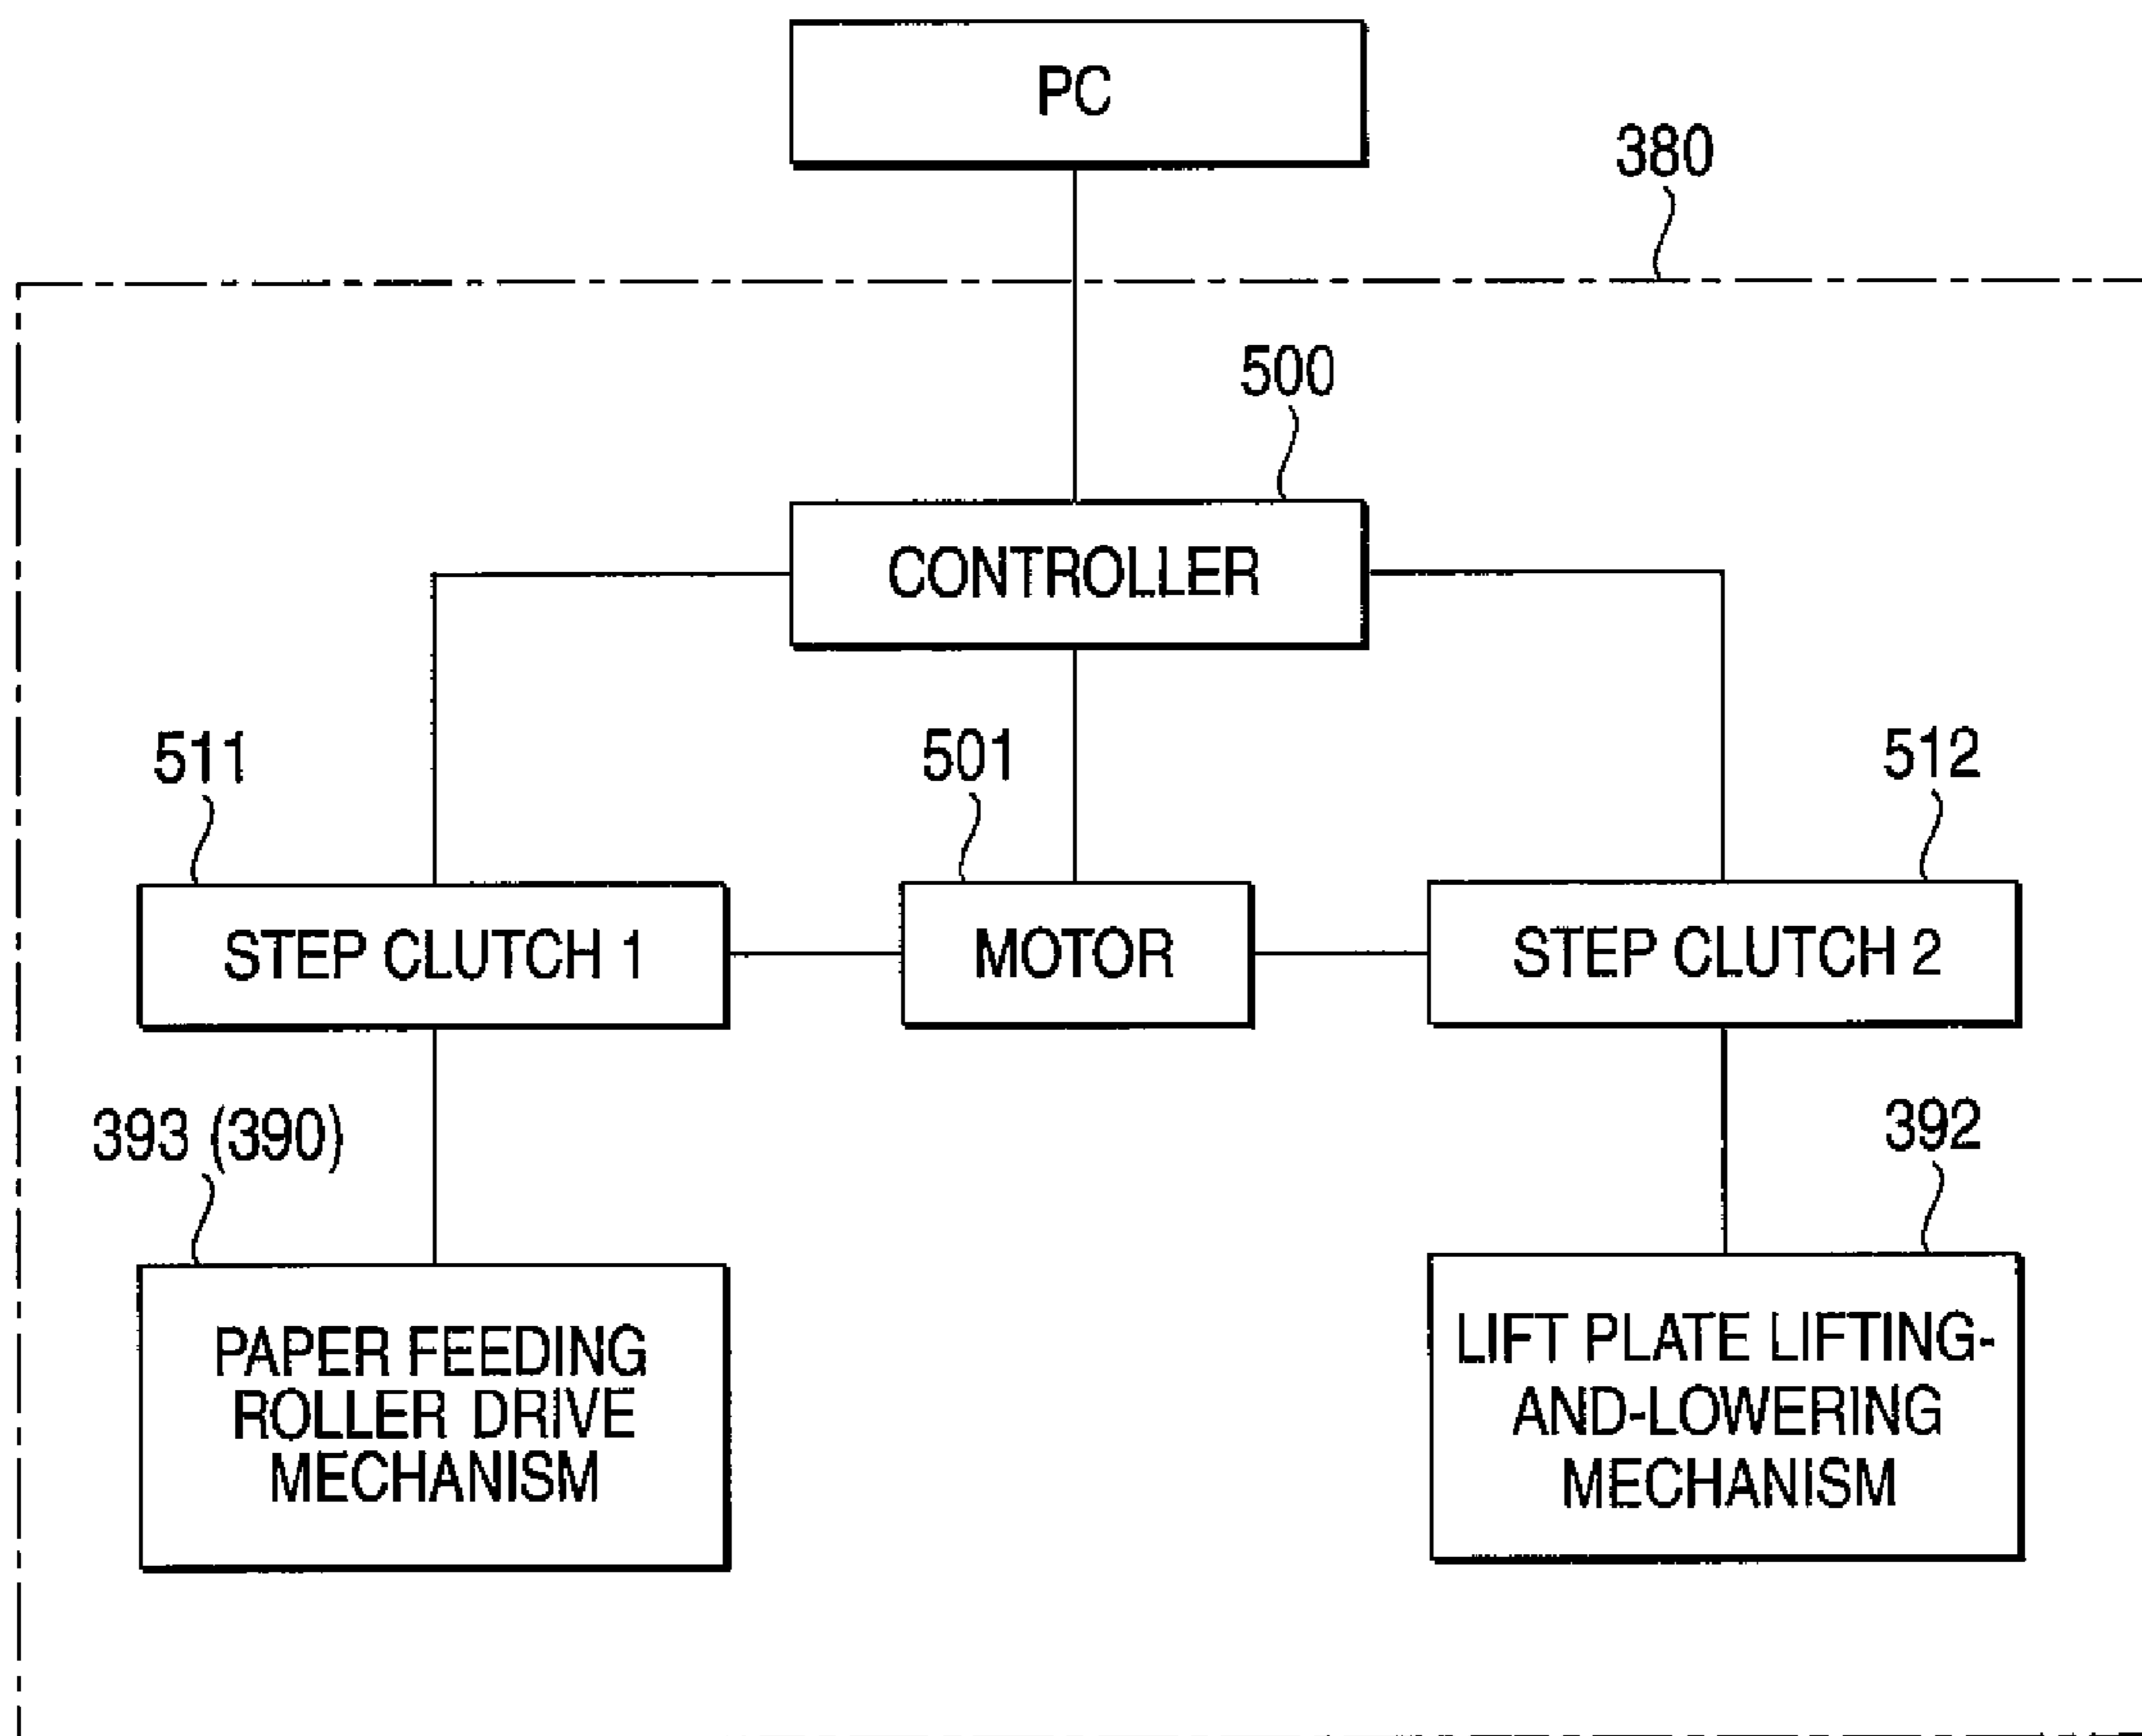 PC
380
500
CONTROLLER
511
501
512
STEP CLUTCH 1
MOTOR
STEP CLUTCH 2
393 (390)
392
PAPER FEEDING
ROLLER DRIVE
MECHANISM
LIFT PLATE LIFTING-
AND-LOWERING
MECHANISM